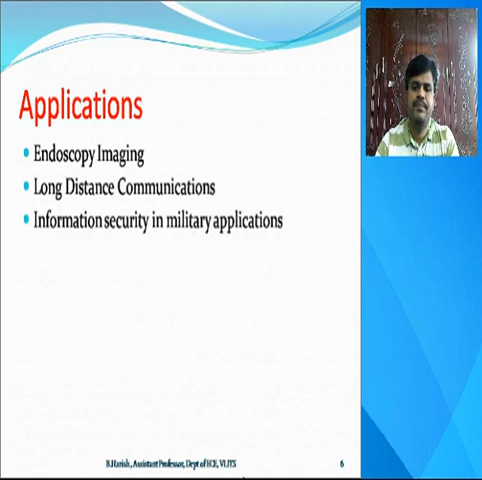 Applications
Endoscopy Imaging
Long Distance Communications
Information security in military applications
B.Harish , Assistant Professor, Dept of ECE, VLITS
6